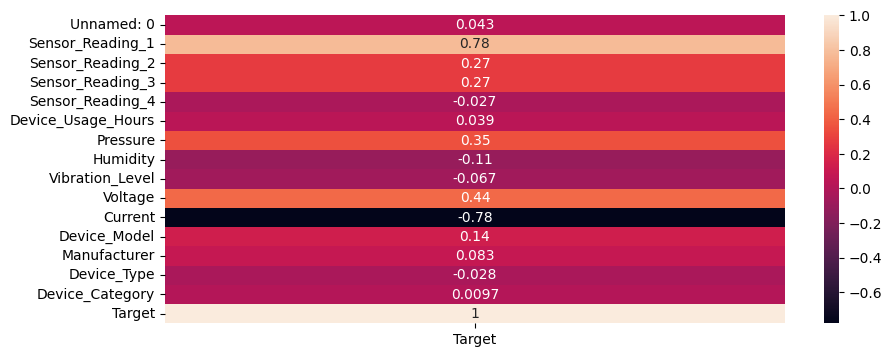 Unnamed: 0 0.043
Sensor_Reading_1 0.78
Sensor_Reading_2 0.27
Sensor_Reading_3 0.27
Sensor_Reading_4 -0.027
Device_Usage_Hours 0.039
Pressure 0.35
Humidity -0.11
Vibration_Level -0.067
Voltage 0.44
Current -0.78
Device_Model 0.14
Manufacturer 0.083
Device_Type -0.028
Device_Category 0.0097
Target 1
Target
1.0
0.8
0.6
0.4
0.2
0.0
−0.2
−0.4
−0.6